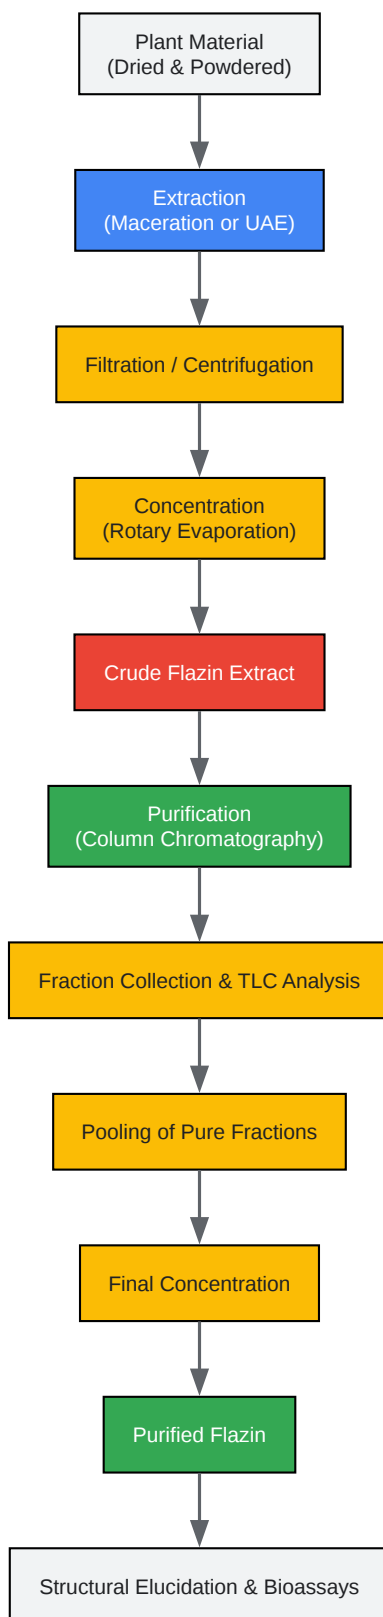 Plant Material
(Dried & Powdered)
Extraction
(Maceration or UAE)
Filtration / Centrifugation
Concentration
(Rotary Evaporation)
Crude Flazin Extract
Purification
(Column Chromatography)
Fraction Collection & TLC Analysis
Pooling of Pure Fractions
Final Concentration
Purified Flazin
Structural Elucidation & Bioassays